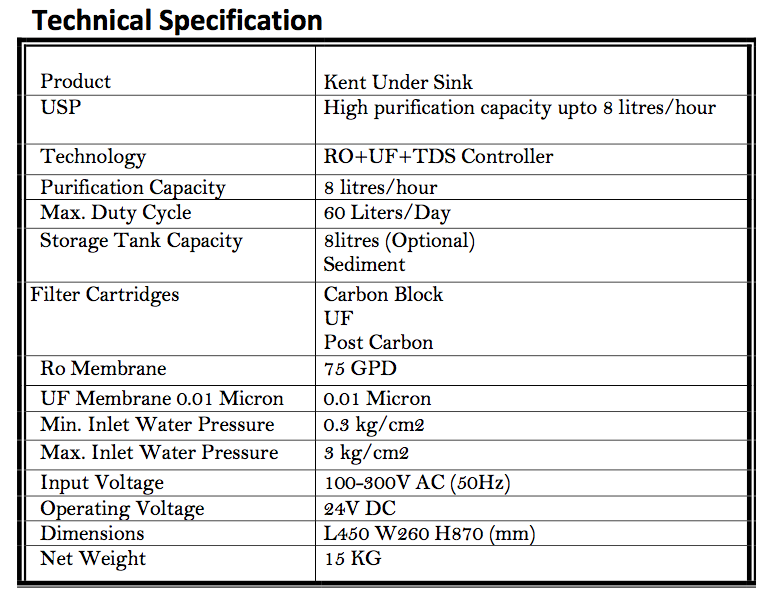 Technical Specification
Product Kent Under Sink
USP High purification capacity upto 8 litres/hour
Technology RO+UF+TDS Controller
Purification Capacity 8 litres/hour
Max. Duty Cycle 60 Liters/Day
Storage Tank Capacity 8litres (Optional)
Sediment
Filter Cartridges Carbon Block
UF
Post Carbon
Ro Membrane 75 GPD
UF Membrane 0.01 Micron 0.01 Micron
Min. Inlet Water Pressure 0.3 kg/cm2
Max. Inlet Water Pressure 3 kg/cm2
Input Voltage 100-300V AC (50Hz)
Operating Voltage 24V DC
Dimensions L450 W260 H870 (mm)
Net Weight 15 KG